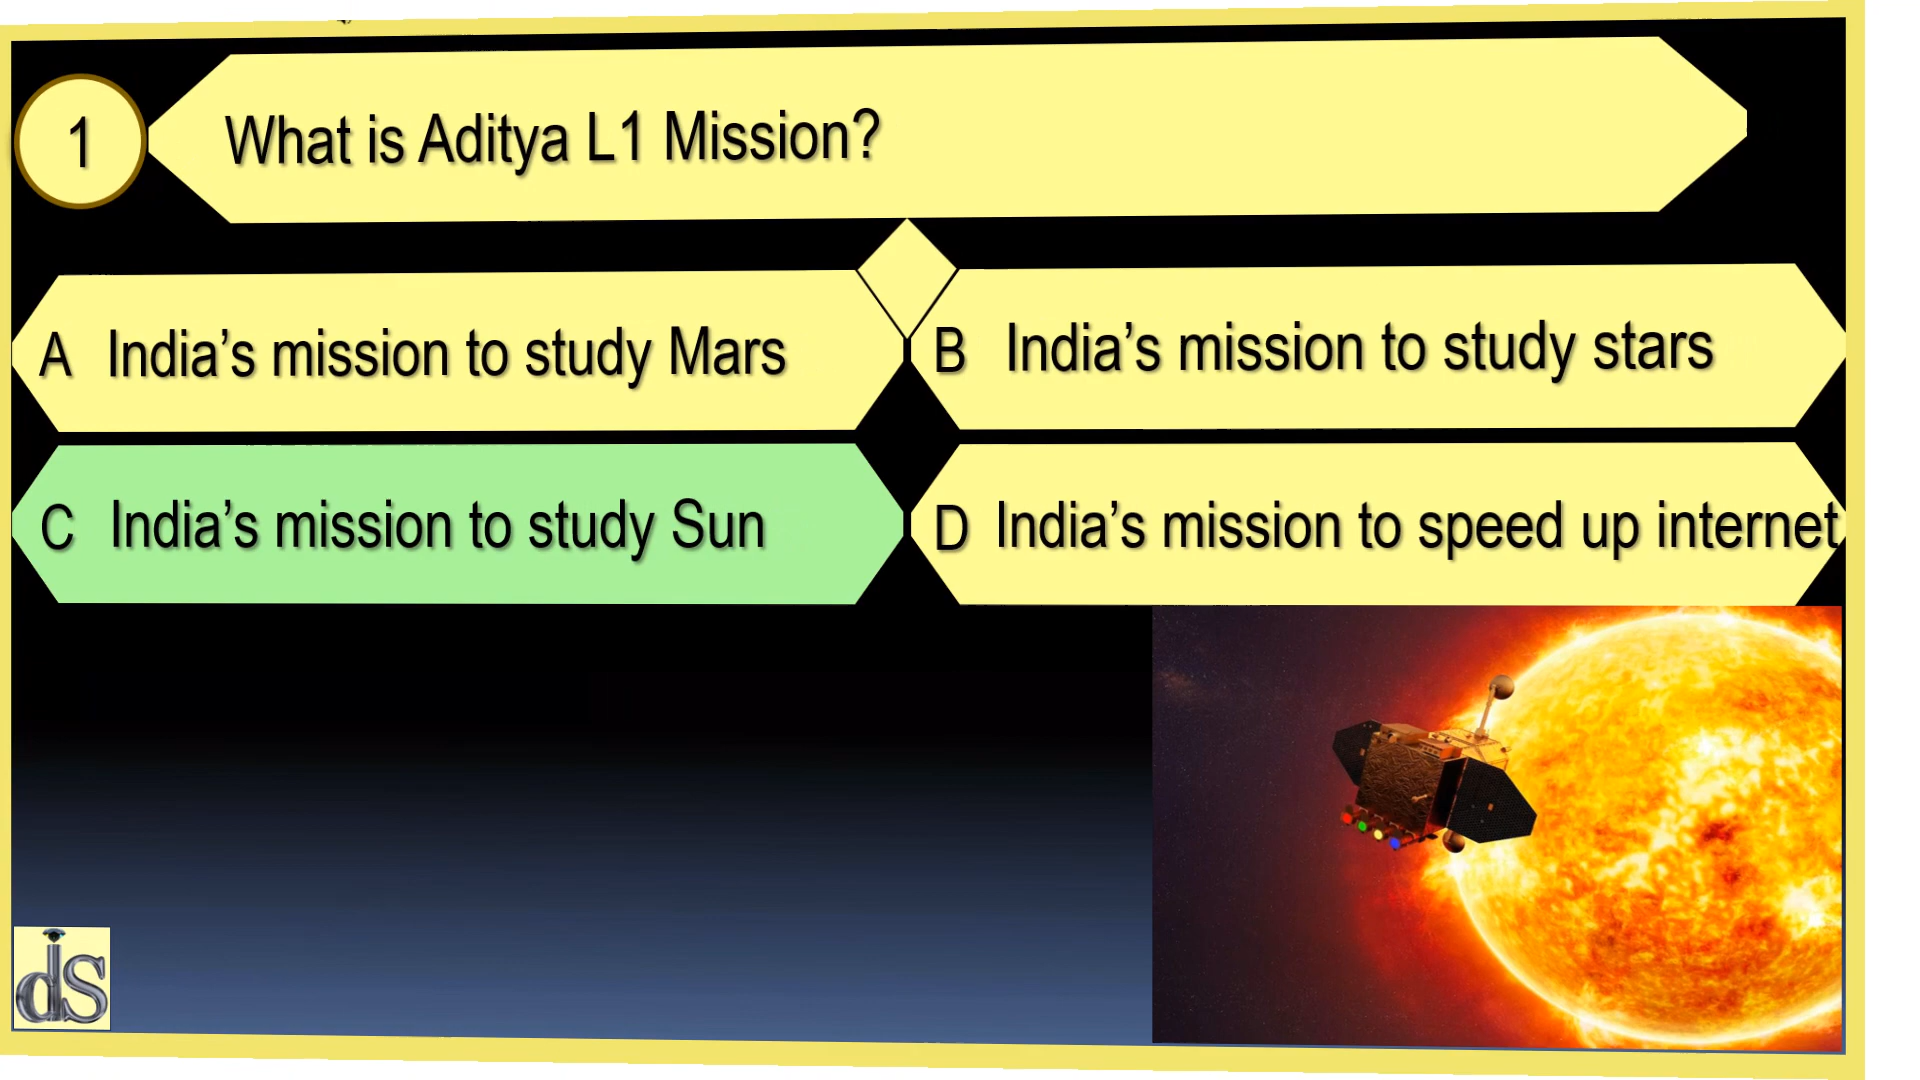 1
What is Aditya L1 Mission?
A India’s mission to study Mars
B India’s mission to study stars
C India’s mission to study Sun
D India’s mission to speed up internet
dis